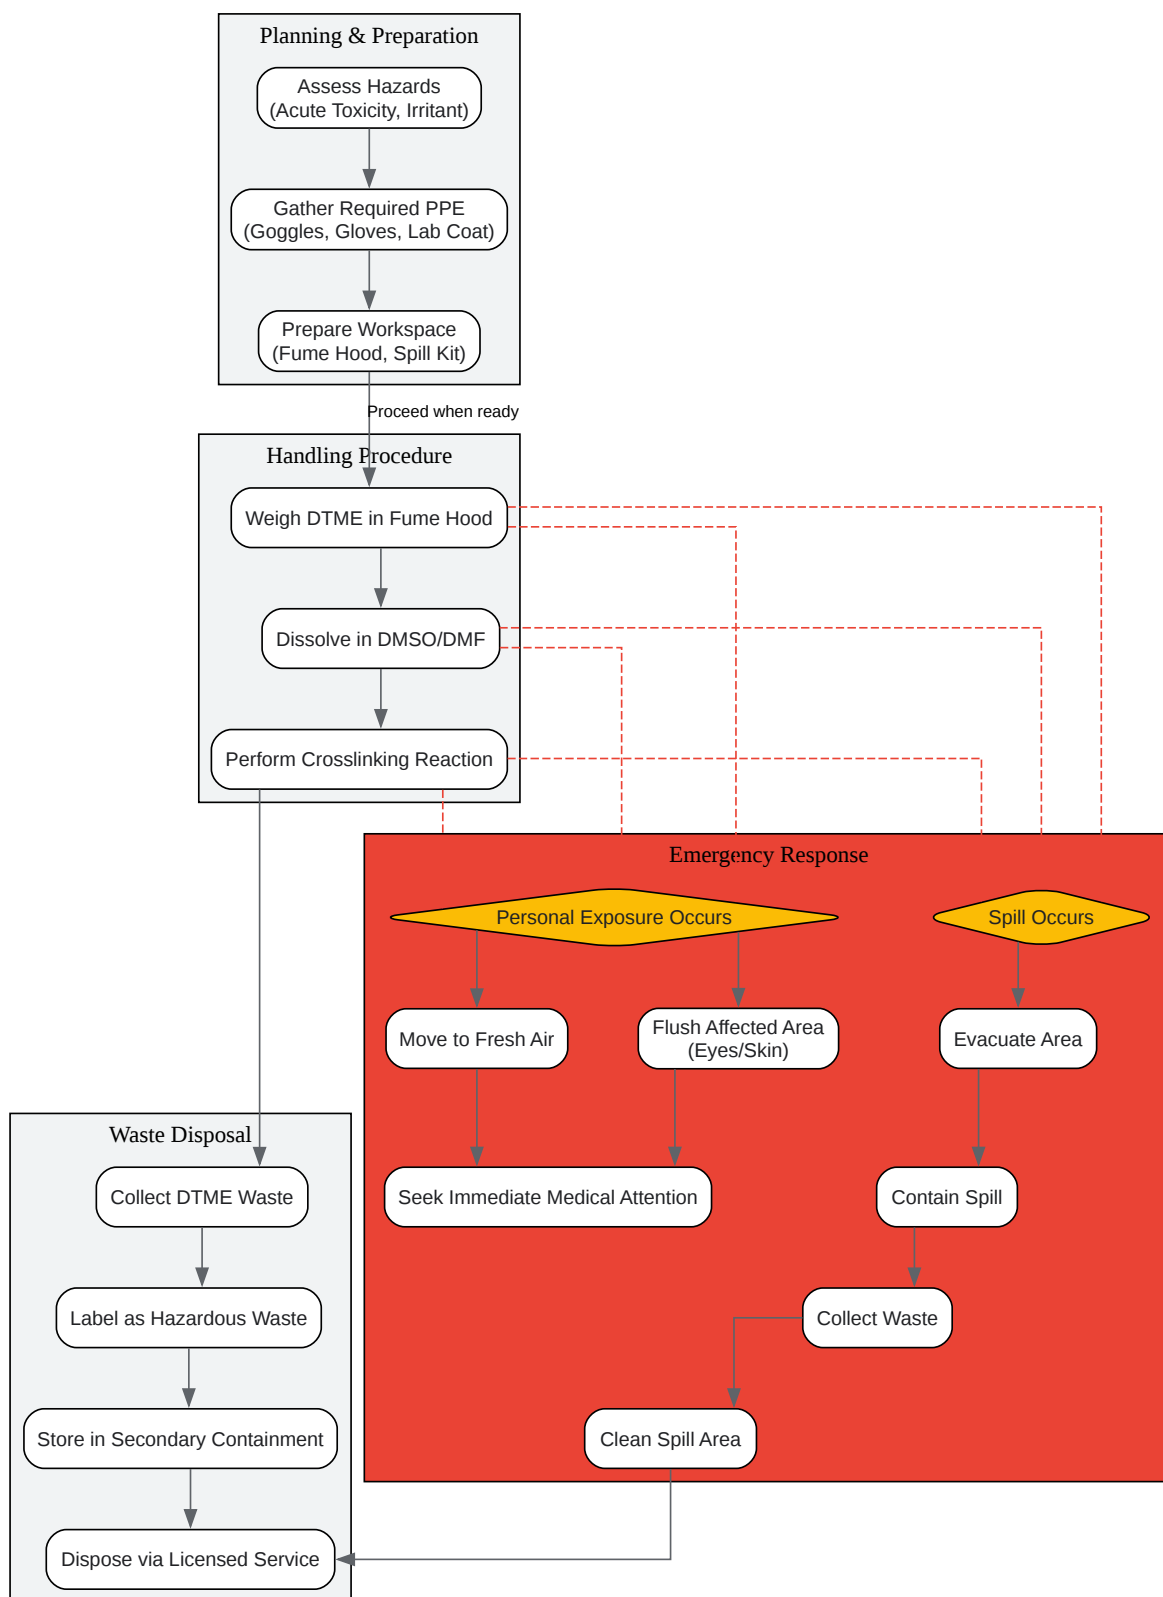 Planning & Preparation
Assess Hazards
(Acute Toxicity, Irritant)
Gather Required PPE
(Goggles, Gloves, Lab Coat)
Prepare Workspace
(Fume Hood, Spill Kit)
Proceed when ready
Handling Procedure
Weigh DTME in Fume Hood
Dissolve in DMSO/DMF
Perform Crosslinking Reaction
Emergency Response
Personal Exposure Occurs
Spill Occurs
Move to Fresh Air
Flush Affected Area
(Eyes/Skin)
Evacuate Area
Seek Immediate Medical Attention
Contain Spill
Collect Waste
Clean Spill Area
Waste Disposal
Collect DTME Waste
Label as Hazardous Waste
Store in Secondary Containment
Dispose via Licensed Service